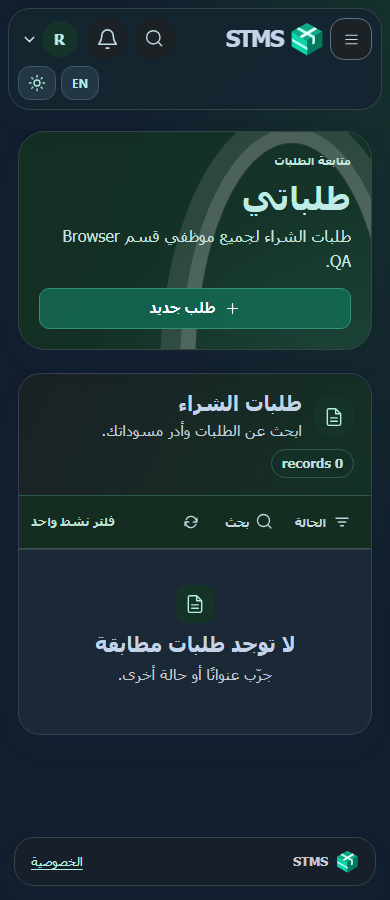 STMS
R
EN
متابعة الطلبات
طلباتي
طلبات الشراء لجميع موظفي قسم Browser
QA.
طلب جديد
طلبات الشراء
ابحث عن الطلبات وأدر مسوداتك.
0 records
الحالة
بحث
فلتر نشط واحد
لا توجد طلبات مطابقة
جرّب عنوانًا أو حالة أخرى.
STMS
الخصوصية